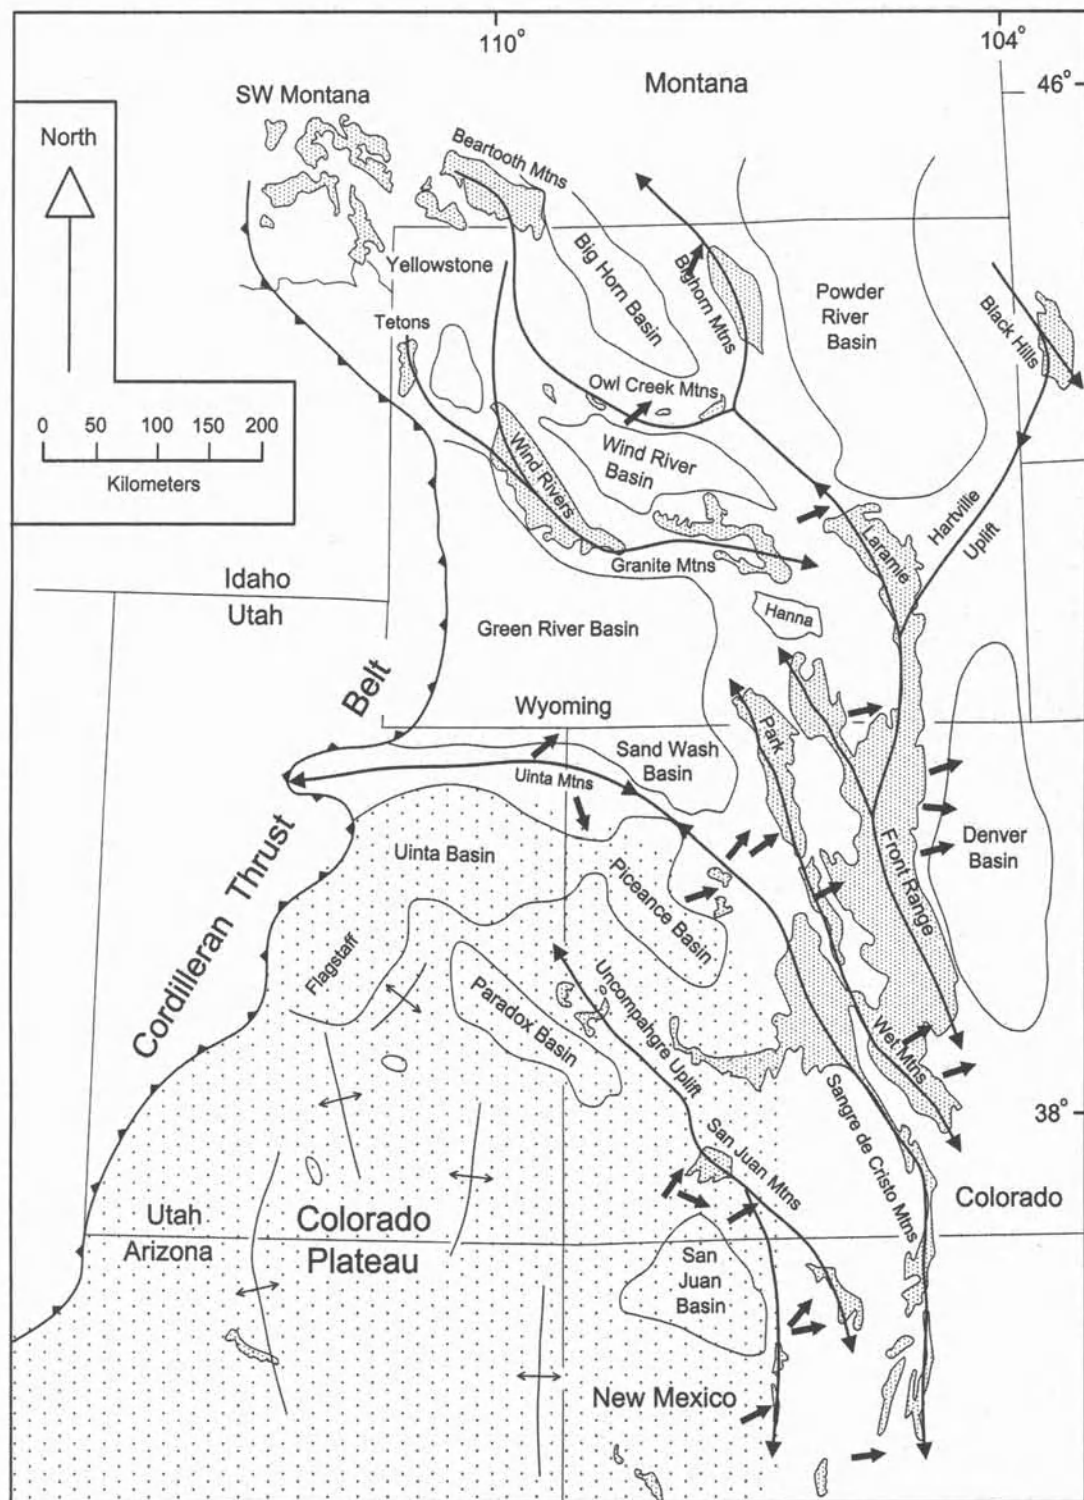 110°
104°
Montana
46°
SW Montana
North
Beartooth Mtns
Big Horn Basin
Bighorn Mtns
Yellowstone
Powder
River
Basin
Black Hills
Tetons
Owl Creek Mtns
0 50 100 150 200
Kilometers
Wind Rivers
Wind River
Basin
Laramie
Hartville
Uplift
Granite Mtns
Idaho
Utah
Hanna
Green River Basin
Cordilleran Thrust Belt
Wyoming
Park
Sand Wash
Basin
Uinta Mtns
Uinta Basin
Front Range
Denver
Basin
Piceance Basin
Flagstaff
Paradox Basin
Uncompahgre Uplift
Wet Mtns
38°
San Juan Mtns
Sangre de Cristo Mtns
Colorado
Utah
Arizona
Colorado
Plateau
San
Juan
Basin
New Mexico